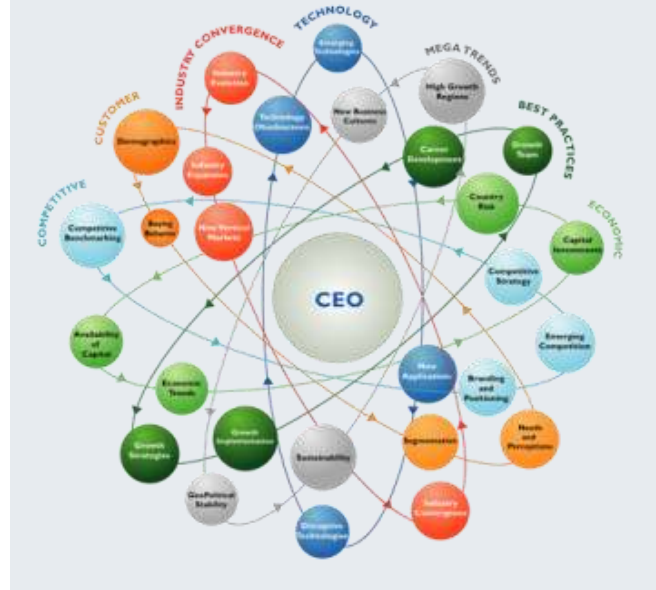 TECHNOLOGY
INDUSTRY CONVERGENCE
MEGA TRENDS
CUSTOMER
BEST PRACTICES
COMPETITIVE
ECONOMIC
Emerging
Technologies
Industry
Evolution
High Growth
Regions
New Business
Cultures
Technology
Obsolescence
Demographics
Career
Development
Growth
Team
Industry
Expansion
Country
Risk
Competitive
Benchmarking
Buying
Behavior
New Vertical
Markets
Capital
Investments
Competitive
Strategy
CEO
Availability
of
Capital
Emerging
Competition
Economic
Trends
New
Applications
Branding
and
Positioning
Growth
Strategies
Growth
Implementation
Sustainability
Segmentation
Needs
and
Perceptions
GeoPolitical
Stability
Industry
Convergence
Disruptive
Technologies